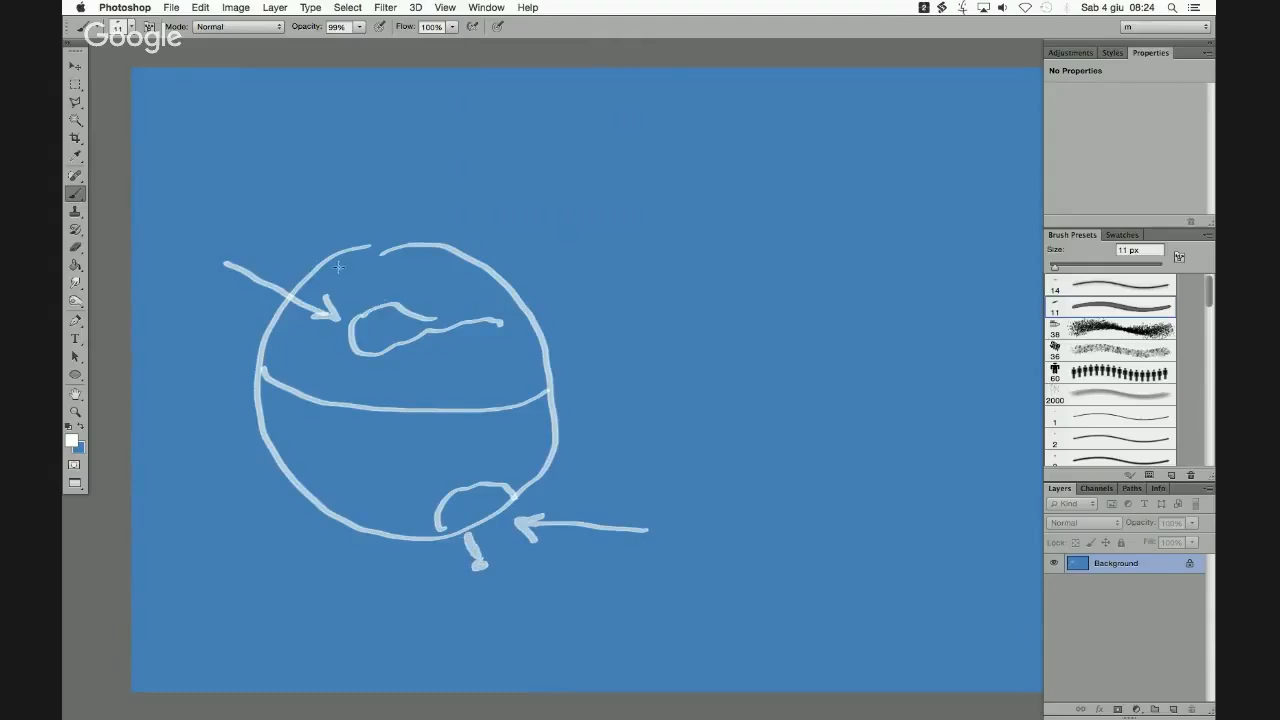 Photoshop File Edit Image Layer Type Select Filter 3D View Window Help 2 Sab 4 giu 08:24
11 Mode: Normal Opacity: 99% Flow: 100% m
Google
Adjustments Styles Properties
No Properties
Brush Presets Swatches
Size: 11 px
14
11
38
36
60
2000
1
2
Layers Channels Paths Info
Kind
Normal Opacity: 100%
Lock: Fill: 100%
Background
T